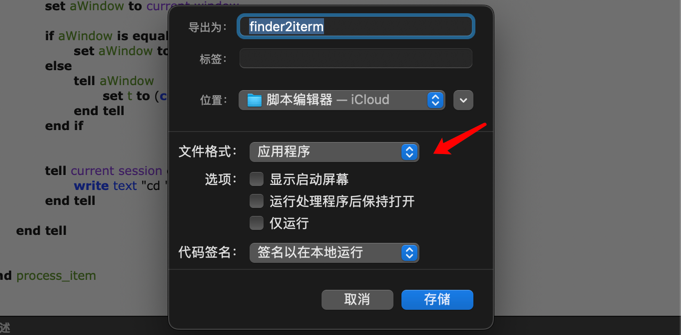 set aWindow to current window
导出为： finder2iterm
if aWindow is equal
标签：
set aWindow to
else
tell aWindow
位置： 脚本编辑器 — iCloud
set t to (c
end tell
end if
文件格式： 应用程序
选项： 显示启动屏幕
tell current session
运行处理程序后保持打开
write text "cd "
end tell
仅运行
end tell
代码签名： 签名以在本地运行
process_item
取消 存储
述